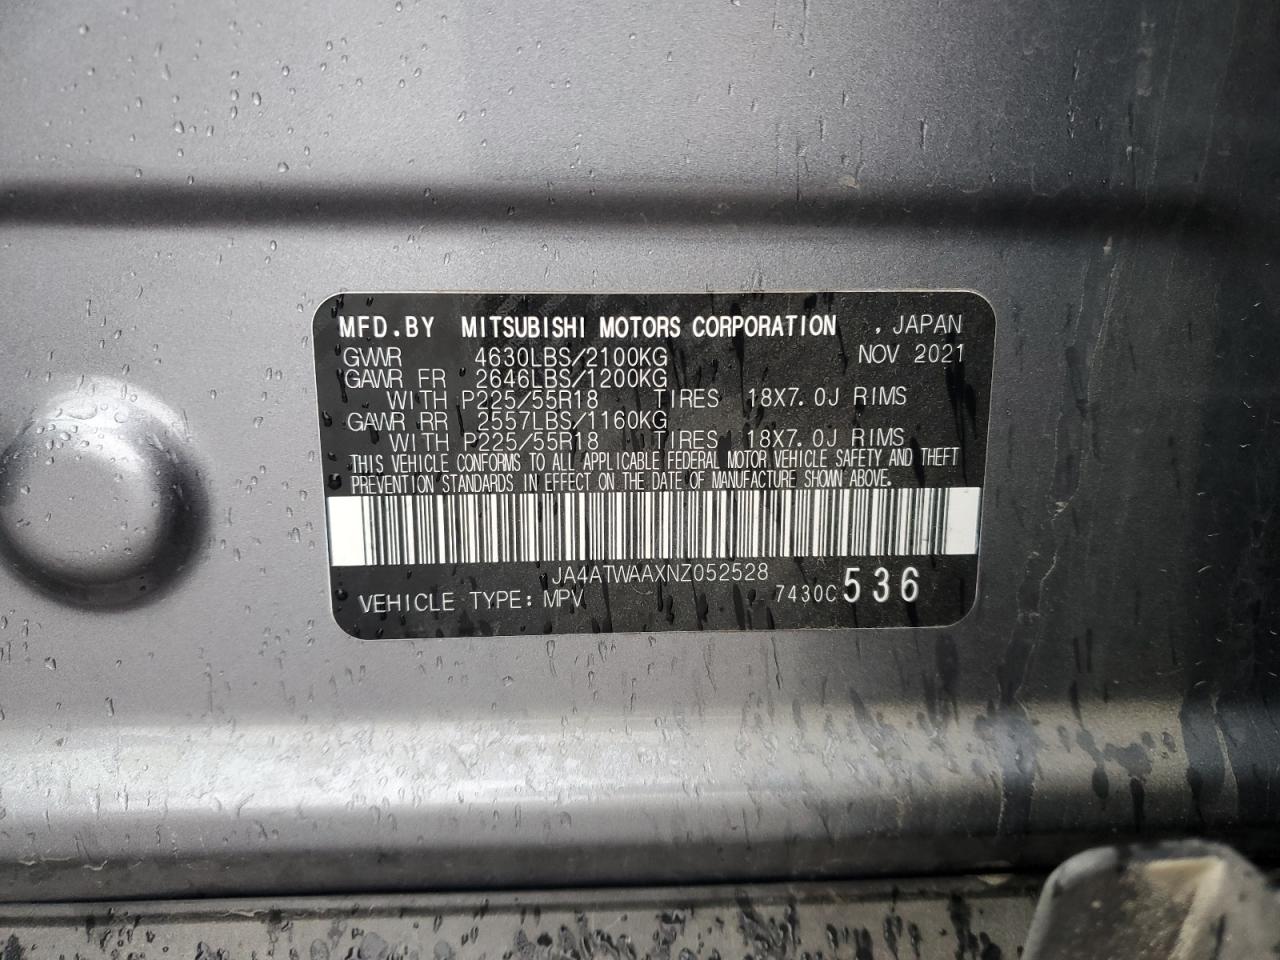 MFD.BY MITSUBISHI MOTORS CORPORATION , JAPAN
GVWR 4630LBS/2100KG NOV 2021
GAWR FR 2646LBS/1200KG
WITH P225/55R18 TIRES 18X7.0J RIMS
GAWR RR 2557LBS/1160KG
WITH P225/55R18 TIRES 18X7.0J RIMS
THIS VEHICLE CONFORMS TO ALL APPLICABLE FEDERAL MOTOR VEHICLE SAFETY AND THEFT
PREVENTION STANDARDS IN EFFECT ON THE DATE OF MANUFACTURE SHOWN ABOVE.
JA4ATWAAXNZ052528
VEHICLE TYPE: MPV 7430C 536